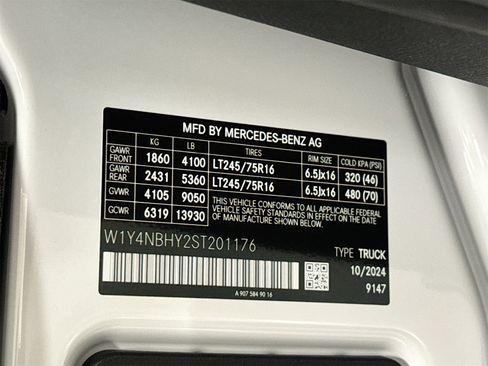 MFD BY MERCEDES-BENZ AG
KG LB TIRES RIM SIZE COLD KPA (PSI)
GAWR FRONT 1860 4100 LT245/75R16 6.5Jx16 320 (46)
GAWR REAR 2431 5360 LT245/75R16 6.5Jx16 480 (70)
GVWR 4105 9050
GCWR 6319 13930
THIS VEHICLE CONFORMS TO ALL APPLICABLE
FEDERAL MOTOR VEHICLE SAFETY STANDARDS
IN EFFECT ON THE DATE OF
MANUFACTURE SHOWN ABOVE.
W1Y4NBHY2ST201176
TYPE TRUCK
10/2024
9147
A 907 584 90 16